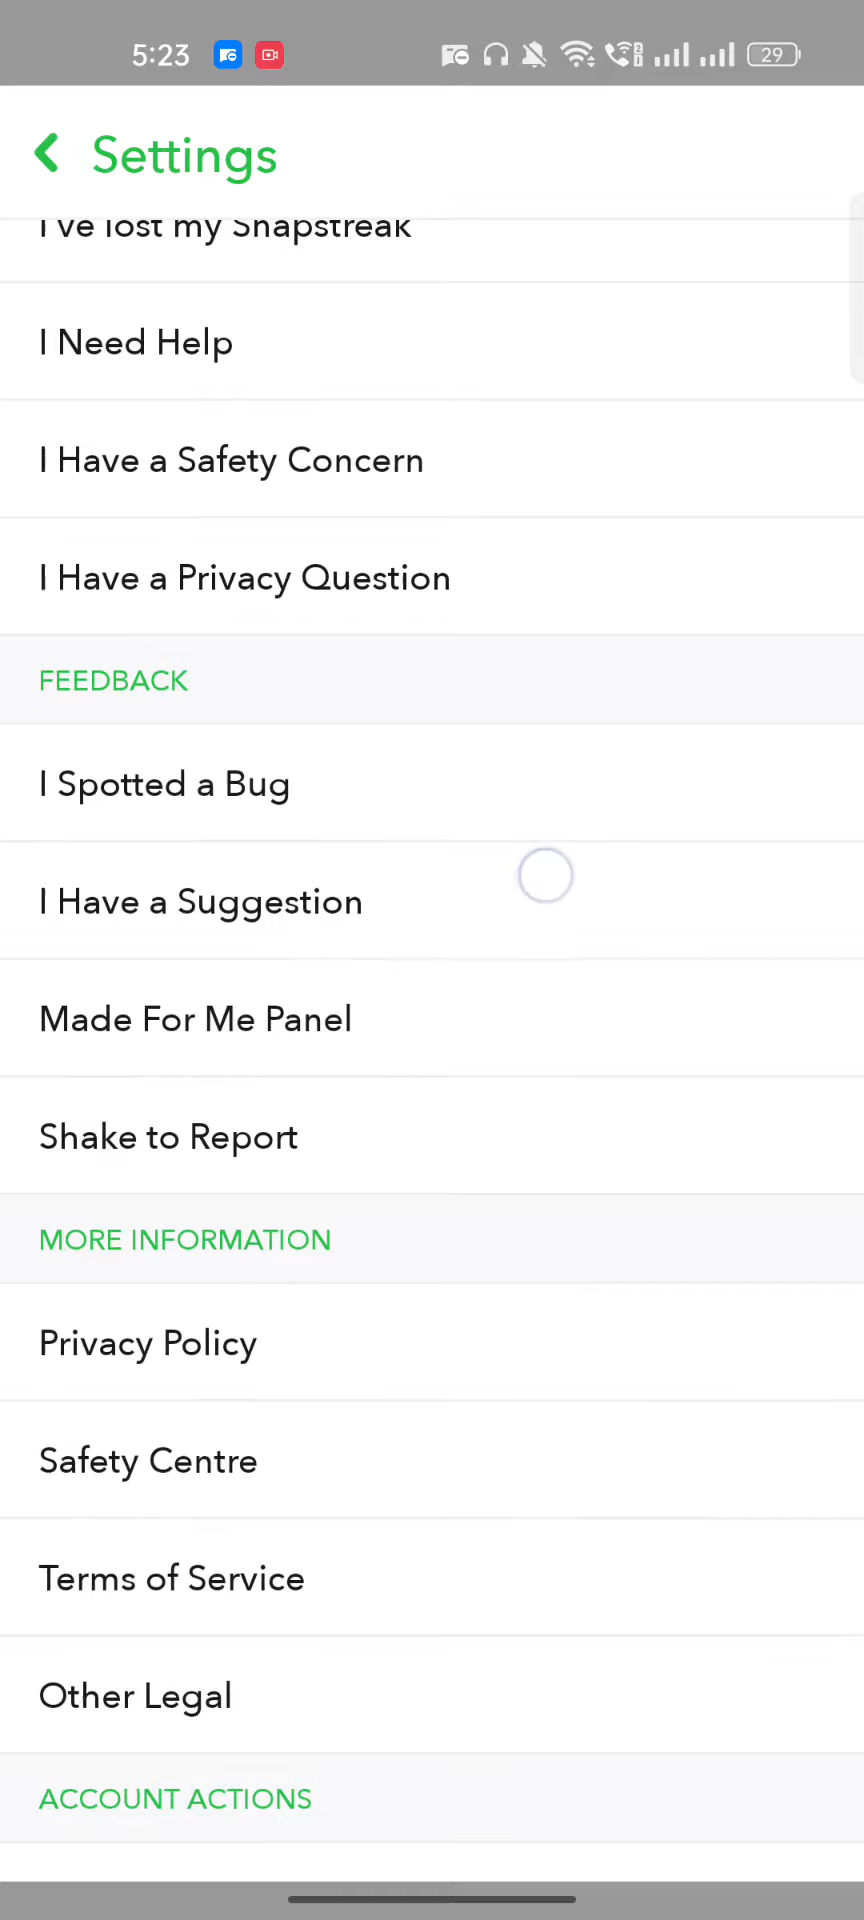 5:23
29
Settings
I've lost my Snapstreak
I Need Help
I Have a Safety Concern
I Have a Privacy Question
FEEDBACK
I Spotted a Bug
I Have a Suggestion
Made For Me Panel
Shake to Report
MORE INFORMATION
Privacy Policy
Safety Centre
Terms of Service
Other Legal
ACCOUNT ACTIONS